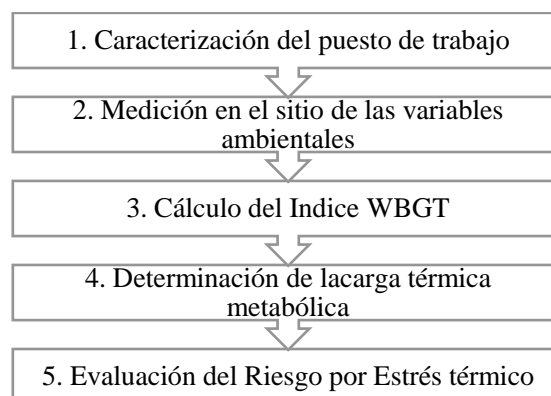 1. Caracterización del puesto de trabajo
2. Medición en el sitio de las variables
ambientales
3. Cálculo del Indice WBGT
4. Determinación de lacarga térmica
metabólica
5. Evaluación del Riesgo por Estrés térmico